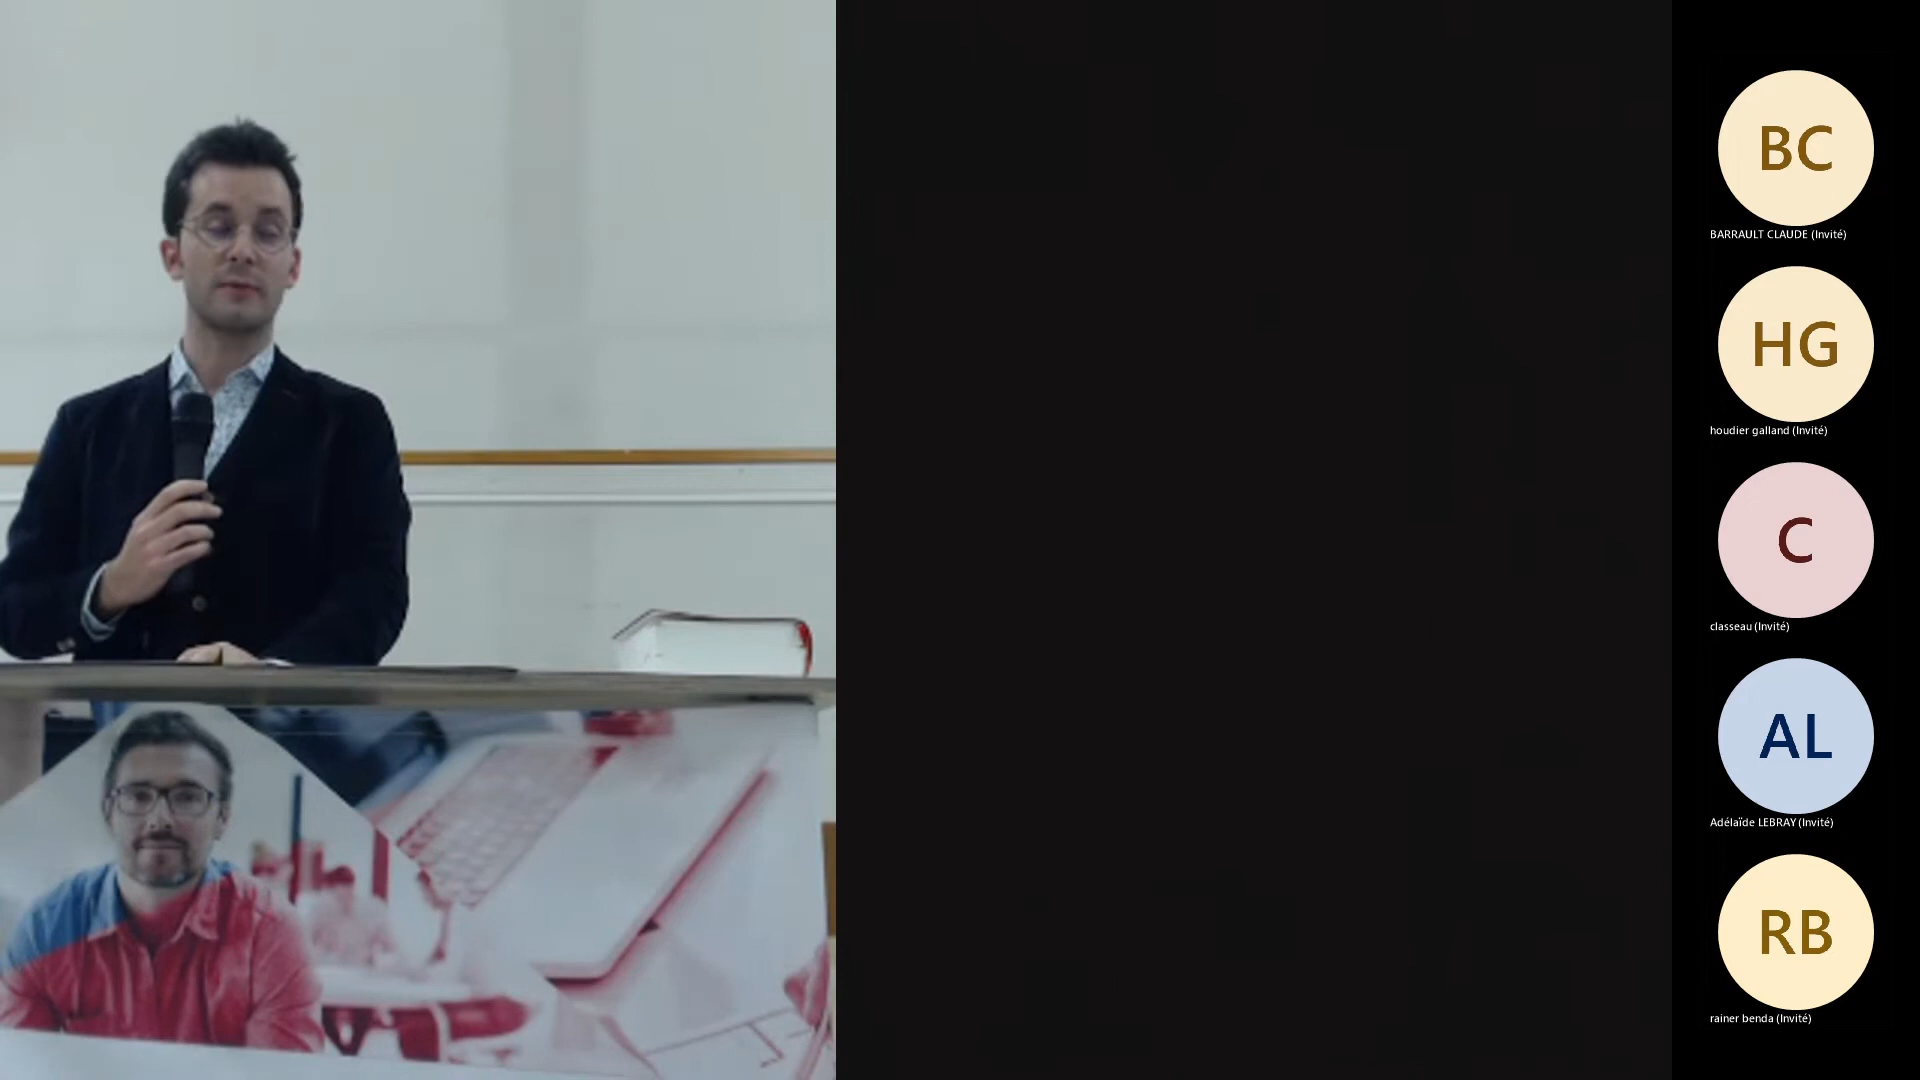 BC
BARRAULT CLAUDE (Invité)
HG
houdier galland (Invité)
C
classeau (Invité)
AL
Adélaïde LEBRAY (Invité)
RB
rainer benda (Invité)